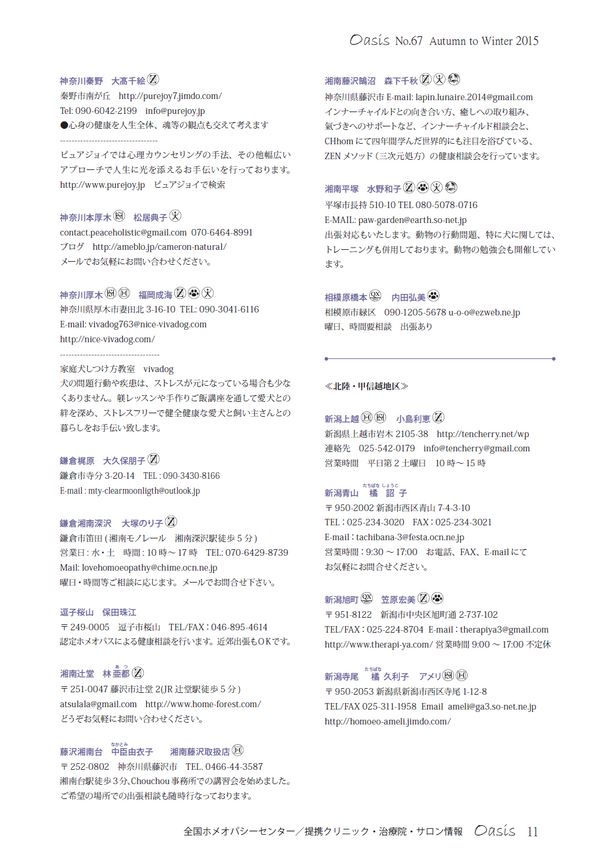 Oasis No.67 Autumn to Winter 2015
神奈川秦野 大高千絵 Z
秦野市南が丘 http://purejoy7.jimdo.com/
Tel: 090-6042-2199 info@purejoy.jp
●心身の健康を人生全体、魂等の観点も交えて考えます
----------------------------------
ピュアジョイでは心理カウンセリングの手法、その他幅広い
アプローチで人生に光を添えるお手伝いを行っております。
http://www.purejoy.jp ピュアジョイで検索
神奈川本厚木 松居典子
contact.peaceholistic@gmail.com 070-6464-8991
ブログ http://ameblo.jp/cameron-natural/
メールでお気軽にお問い合わせください。
神奈川厚木 H 福岡成海 Z
神奈川県厚木市妻田北 3-16-10 TEL: 090-3041-6116
E-mail: vivadog763@nice-vivadog.com
http://nice-vivadog.com/
----------------------------------
家庭犬しつけ方教室 vivadog
犬の問題行動や疾患は、ストレスが元になっている場合も少な
くありません。躾レッスンや手作りご飯講座を通して愛犬との
絆を深め、ストレスフリーで健全健康な愛犬と飼い主さんとの
暮らしをお手伝い致します。
鎌倉梶原 大久保朋子 Z
鎌倉市寺分 3-20-14 TEL : 090-3430-8166
E-mail : mty-clearmoonligth@outlook.jp
鎌倉湘南深沢 大塚のり子 Z
鎌倉市笛田 ( 湘南モノレール 湘南深沢駅徒歩 5 分 )
営業日 : 水・土 時間 : 10 時〜 17 時 TEL: 070-6429-8739
Mail: lovehomoeopathy@chime.ocn.ne.jp
曜日・時間等ご相談に応じます。メールでお問合せ下さい。
逗子桜山 保田珠江
〒 249-0005 逗子市桜山 TEL/FAX : 046-895-4614
認定ホメオパスによる健康相談を行います。近郊出張もOKです。
湘南辻堂 林 亜都 Z
あ つ
〒 251-0047 藤沢市辻堂 2(JR 辻堂駅徒歩 5 分 )
atsulala@gmail.com http://www.home-forest.com/
どうぞお気軽にお問い合わせください。
藤沢湘南台 中臣由衣子 湘南藤沢取扱店 H
なかとみ
〒 252-0802 神奈川県藤沢市 TEL. 0466-44-3587
湘南台駅徒歩３分、Chouchou 事務所での講習会を始めました。
ご希望の場所での出張相談も随時行なっております。
湘南藤沢鵠沼 森下千秋 Z
神奈川県藤沢市 E-mail: lapin.lunaire.2014@gmail.com
インナーチャイルドとの向き合い方、癒しへの取り組み、
氣づきへのサポートなど、インナーチャイルド相談会と、
CHhom にて四年間学んだ世界的にも注目を浴びている、
ZEN メソッド（三次元処方）の健康相談会を行っています。
湘南平塚 水野和子 Z
平塚市長持 510-10 TEL 080-5078-0716
E-MAIL: paw-garden@earth.so-net.jp
出張対応もいたします。動物の行動問題、特に犬に関しては、
トレーニングも併用しております。動物の勉強会も開催してい
ます。
相模原橋本 内田弘美
相模原市緑区 090-1205-5678 u-o-o@ezweb.ne.jp
曜日、時間要相談 出張あり
≪北陸・甲信越地区≫
新潟上越 H 小島利恵 Z
新潟県上越市岩木 2105-38 http://tencherry.net/wp
連絡先 025-542-0179 info@tencherry@gmail.com
営業時間 平日第 2 土曜日 10 時〜 15 時
新潟青山 橘 詔 子
たちばな しょうこ
〒 950-2002 新潟市西区青山 7-4-3-10
TEL : 025-234-3020 FAX : 025-234-3021
E-mail : tachibana-3@festa.ocn.ne.jp
営業時間 : 9:30 〜 17:00 お電話、FAX、E-mail にて
お気軽にお問合せください。
新潟旭町 笠原宏美 Z
〒 951-8122 新潟市中央区旭町通 2-737-102
TEL/FAX : 025-224-8704 E-mail : therapiya3@gmail.com
http://www.therapi-ya.com/ 営業時間 9:00 〜 17:00 不定休
新潟寺尾 橘 久利子 アメリ H
たちばな
〒 950-2053 新潟県新潟市西区寺尾 1-12-8
TEL/FAX 025-311-1958 Email ameli@ga3.so-net.ne.jp
http://homoeo-ameli.jimdo.com/
全国ホメオパシーセンター／提携クリニック・治療院・サロン情報 Oasis 11